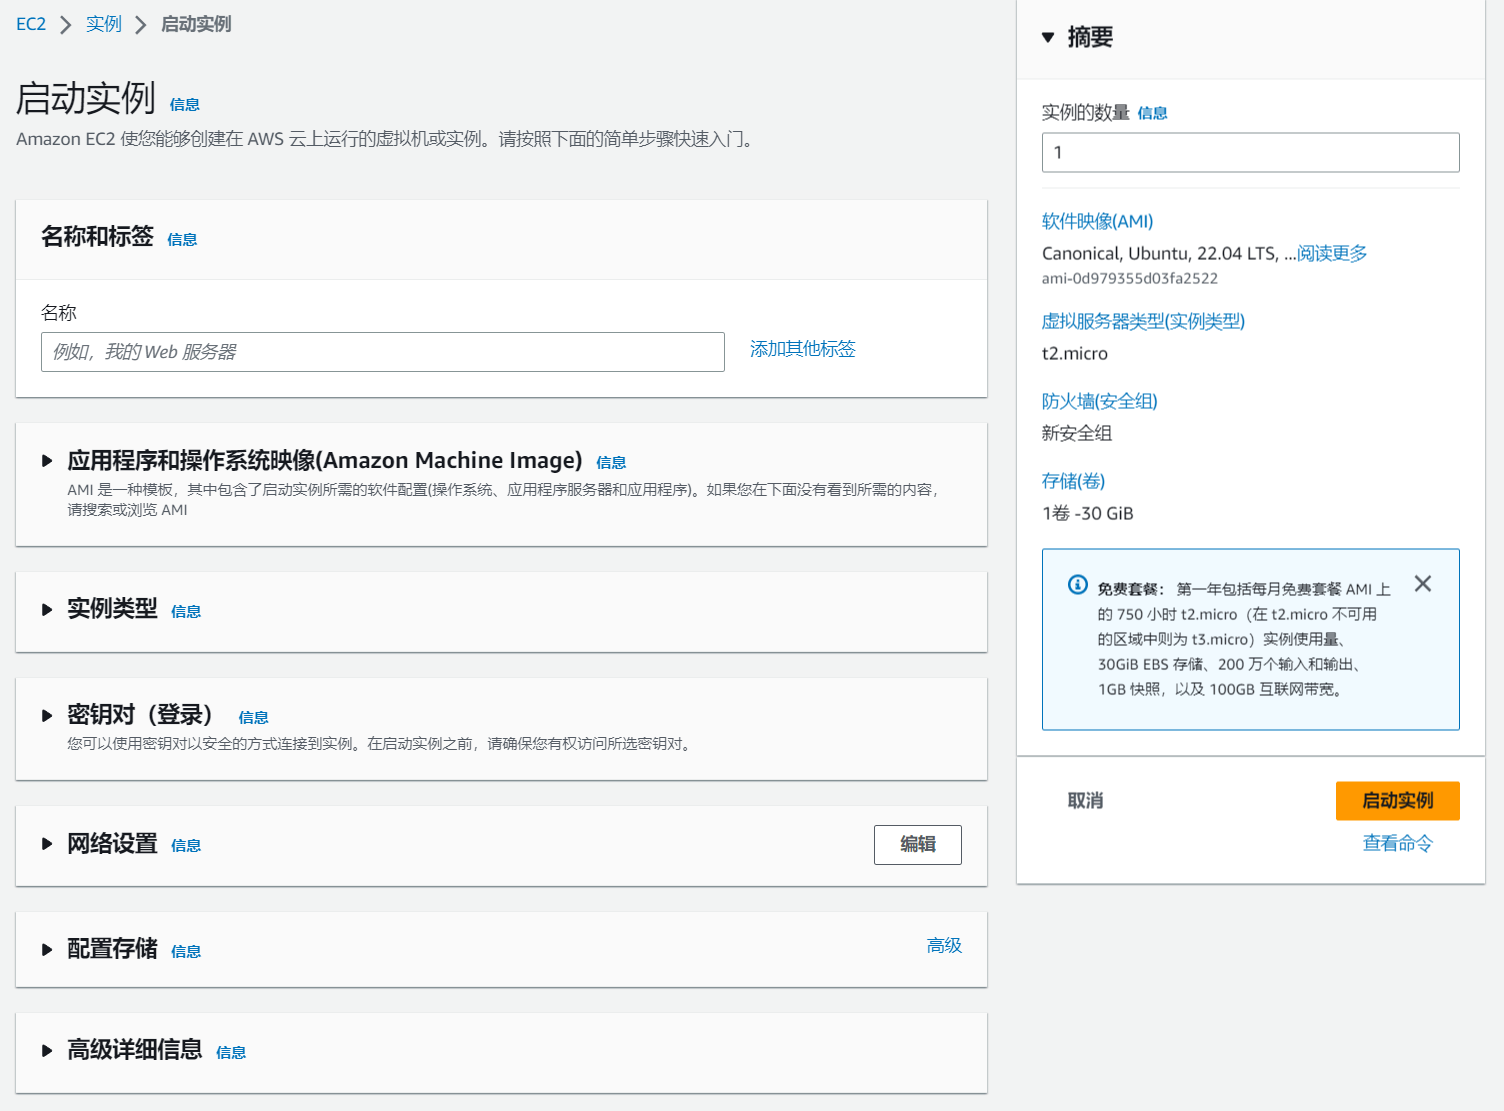 EC2 > 实例 > 启动实例
启动实例 信息
Amazon EC2 使您能够创建在 AWS 云上运行的虚拟机或实例。请按照下面的简单步骤快速入门。
名称和标签 信息
名称
例如，我的 Web 服务器
添加其他标签
应用程序和操作系统映像(Amazon Machine Image) 信息
AMI 是一种模板，其中包含了启动实例所需的软件配置(操作系统、应用程序服务器和应用程序)。如果您在下面没有看到所需的内容，
请搜索或浏览 AMI
实例类型 信息
密钥对（登录） 信息
您可以使用密钥对以安全的方式连接到实例。在启动实例之前，请确保您有权访问所选密钥对。
网络设置 信息
编辑
配置存储 信息
高级
高级详细信息 信息
摘要
实例的数量 信息
1
软件映像(AMI)
Canonical, Ubuntu, 22.04 LTS, ...阅读更多
ami-0d979355d03fa2522
虚拟服务器类型(实例类型)
t2.micro
防火墙(安全组)
新安全组
存储(卷)
1卷 -30 GiB
免费套餐： 第一年包括每月免费套餐 AMI 上
的 750 小时 t2.micro（在 t2.micro 不可用
的区域中则为 t3.micro）实例使用量、
30GiB EBS 存储、200 万个输入和输出、
1GB 快照，以及 100GB 互联网带宽。
取消
启动实例
查看命令